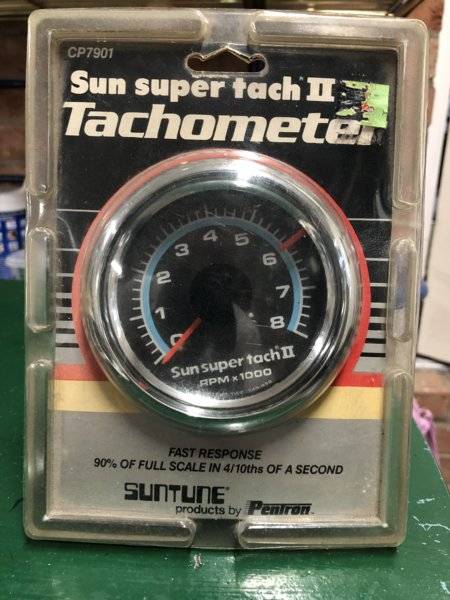 CP7901
Sun super tach® II
Tachometer
0 1 2 3 4 5 6 7 8
Sun super tach® II
RPM x 1000
FAST RESPONSE
90% OF FULL SCALE IN 4/10ths OF A SECOND
SUNTUNE®
products by Pentron™